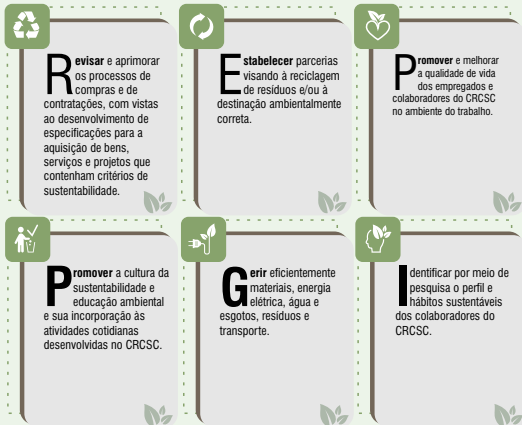 Revisar e aprimorar
os processos de
compras e de
contratações, com vistas
ao desenvolvimento de
especificações para a
aquisição de bens,
serviços e projetos que
contenham critérios de
sustentabilidade.
Estabelecer parcerias
visando à reciclagem
de resíduos e/ou à
destinação ambientalmente
correta.
Promover e melhorar
a qualidade de vida
dos empregados e
colaboradores do CRCSC
no ambiente do trabalho.
Promover a cultura da
sustentabilidade e
educação ambiental
e sua incorporação às
atividades cotidianas
desenvolvidas no CRCSC.
Gerir eficientemente
materiais, energia
elétrica, água e
esgotos, resíduos e
transporte.
Identificar por meio de
pesquisa o perfil e
hábitos sustentáveis
dos colaboradores do
CRCSC.